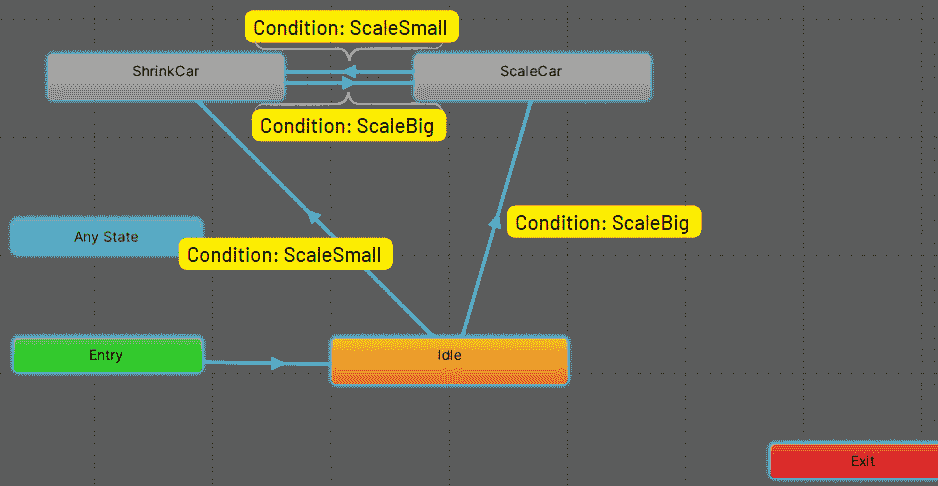 Condition: ScaleSmall
ShrinkCar
ScaleCar
Condition: ScaleBig
Condition: ScaleBig
Any State
Condition: ScaleSmall
Entry
Idle
Exit